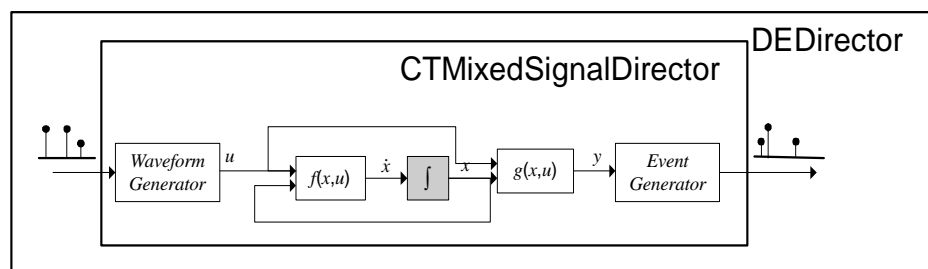 DEDirector
CTMixedSignalDirector
Waveform
Generator
u
f(x,u)
ẋ
∫
x
g(x,u)
y
Event
Generator